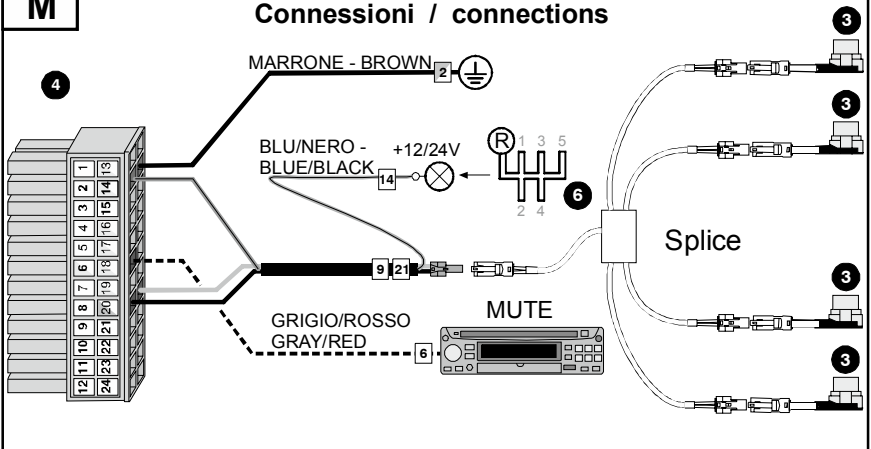 M
Connessioni / connections
3
MARRONE - BROWN 2
4
3
BLU/NERO -
BLUE/BLACK
+12/24V
14
R
1 3 5
2 4
6
1 13
2 14
3 15
4 16
5 17
6 18
7 19
8 20
9 21
10 22
11 23
12 24
Splice
9 21
3
GRIGIO/ROSSO
GRAY/RED
MUTE
6
3